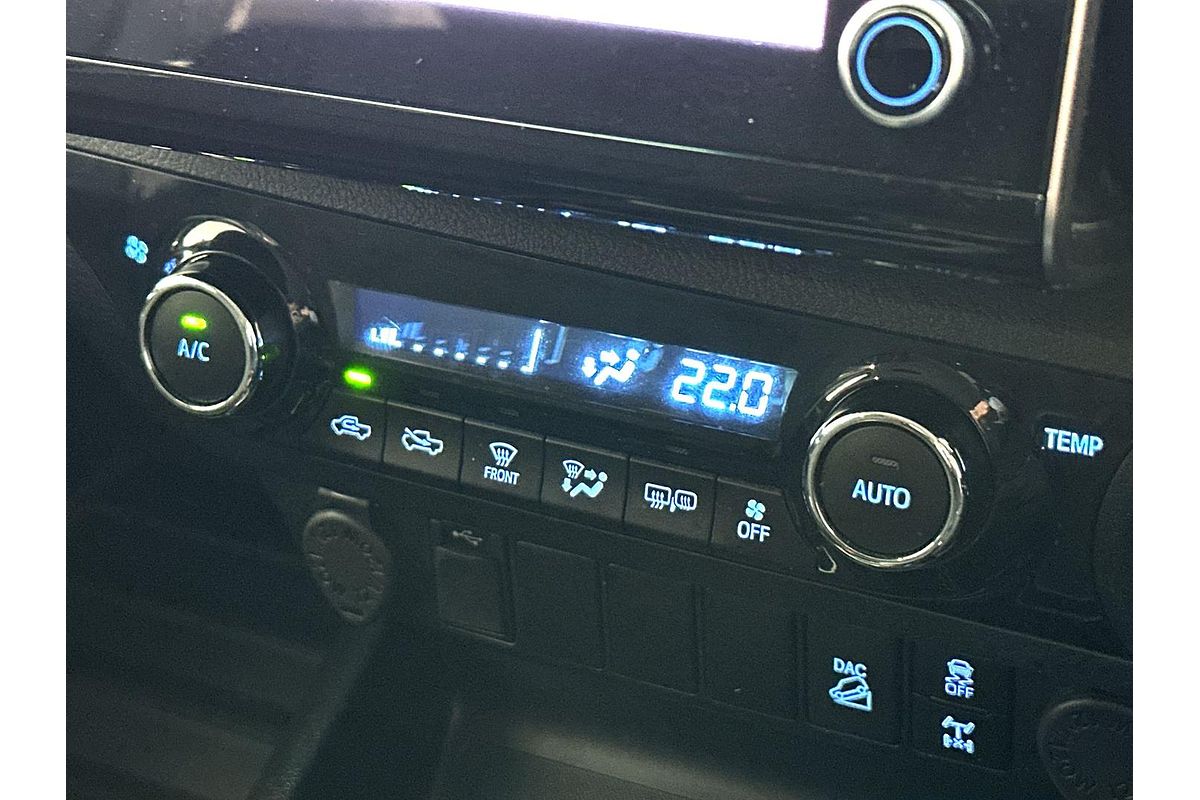 A/C
22.0
TEMP
AUTO
FRONT
OFF
DAC
OFF